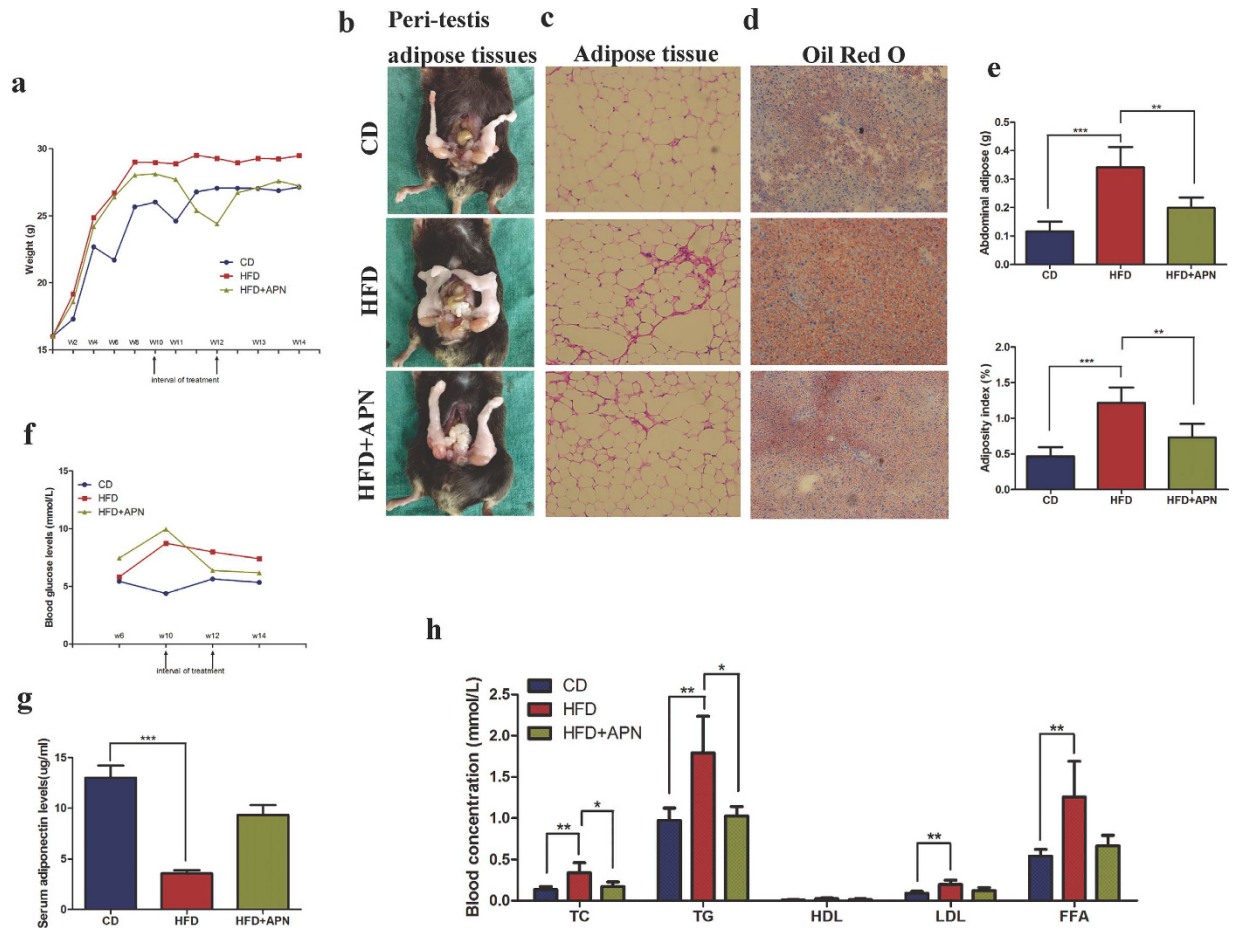 a
Weight (g)
30
25
20
15
CD
HFD
HFD+APN
W2 W4 W6 W8 W10 W11 W12 W13 W14
interval of treatment
b Peri-testis
adipose tissues
CD
HFD
HFD+APN
c
Adipose tissue
d
Oil Red O
e
Abdominal adipose (g)
0.5
0.4
0.3
0.2
0.1
0.0
*** **
CD HFD HFD+APN
Adiposity index (%)
2.0
1.5
1.0
0.5
0.0
*** **
CD HFD HFD+APN
f
Blood glucose levels (mmol/L)
15
10
5
0
CD
HFD
HFD+APN
w6 w10 w12 w14
interval of treatment
g
Serum adiponectin levels(ug/ml)
15
10
5
0
***
CD HFD HFD+APN
h
Blood concentration (mmol/L)
2.5
2.0
1.5
1.0
0.5
0.0
CD
HFD
HFD+APN
** * ** * ** **
TC TG HDL LDL FFA